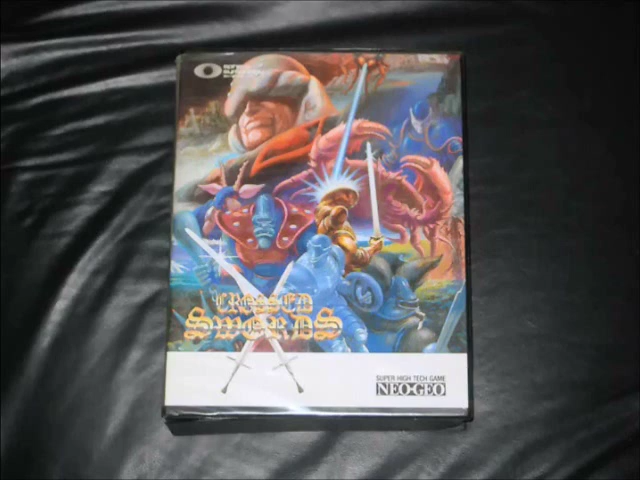 CROSSED
SWORDS
SUPER HIGH TECH GAME
NEO•GEO